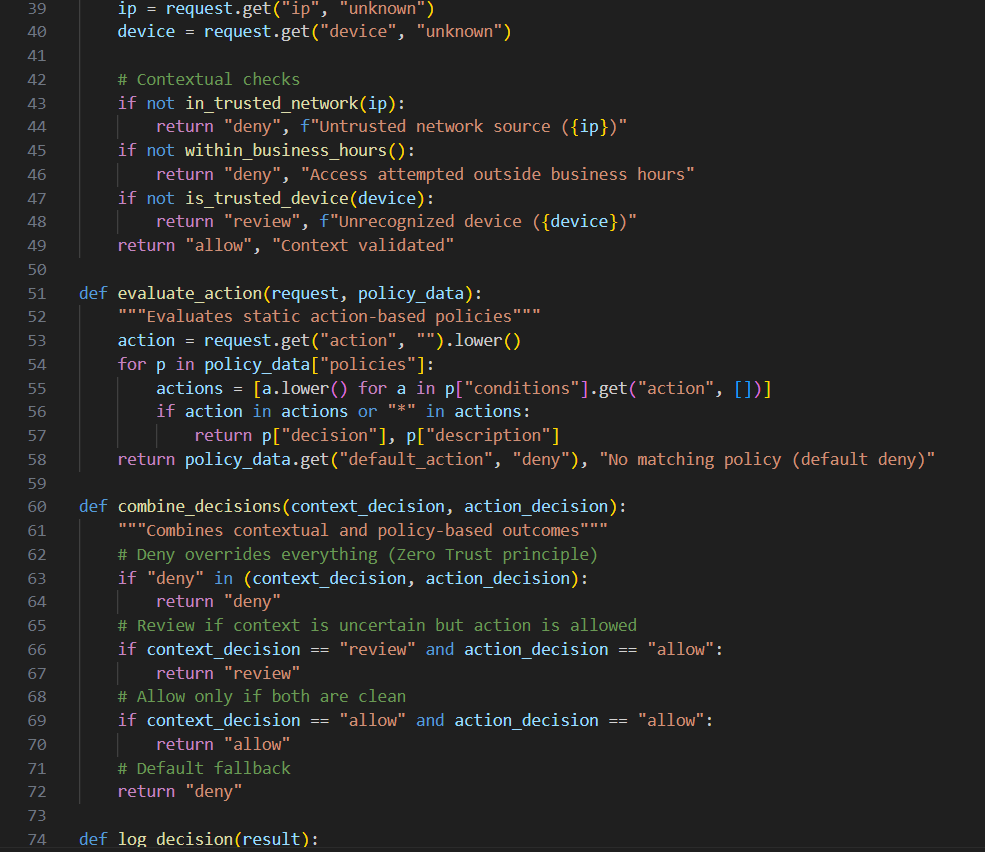 39 ip = request.get("ip", "unknown")
40 device = request.get("device", "unknown")
41
42 # Contextual checks
43 if not in_trusted_network(ip):
44 return "deny", f"Untrusted network source ({ip})"
45 if not within_business_hours():
46 return "deny", "Access attempted outside business hours"
47 if not is_trusted_device(device):
48 return "review", f"Unrecognized device ({device})"
49 return "allow", "Context validated"
50
51 def evaluate_action(request, policy_data):
52 """Evaluates static action-based policies"""
53 action = request.get("action", "").lower()
54 for p in policy_data["policies"]:
55 actions = [a.lower() for a in p["conditions"].get("action", [])]
56 if action in actions or "*" in actions:
57 return p["decision"], p["description"]
58 return policy_data.get("default_action", "deny"), "No matching policy (default deny)"
59
60 def combine_decisions(context_decision, action_decision):
61 """Combines contextual and policy-based outcomes"""
62 # Deny overrides everything (Zero Trust principle)
63 if "deny" in (context_decision, action_decision):
64 return "deny"
65 # Review if context is uncertain but action is allowed
66 if context_decision == "review" and action_decision == "allow":
67 return "review"
68 # Allow only if both are clean
69 if context_decision == "allow" and action_decision == "allow":
70 return "allow"
71 # Default fallback
72 return "deny"
73
74 def log_decision(result):